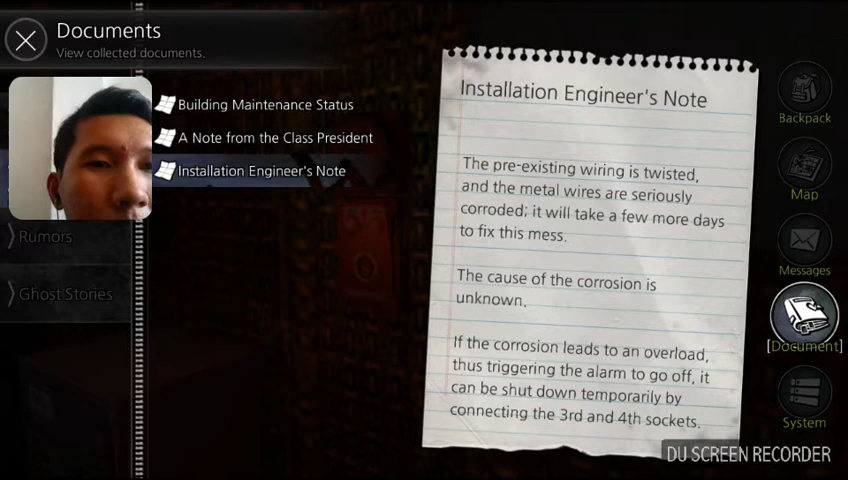 Documents
View collected documents.
Building Maintenance Status
A Note from the Class President
Installation Engineer's Note
Rumors
Ghost Stories
Installation Engineer's Note
The pre-existing wiring is twisted,
and the metal wires are seriously
corroded; it will take a few more days
to fix this mess.
The cause of the corrosion is
unknown.
If the corrosion leads to an overload,
thus triggering the alarm to go off, it
can be shut down temporarily by
connecting the 3rd and 4th sockets.
Backpack
Map
Messages
[Document]
System
DU SCREEN RECORDER